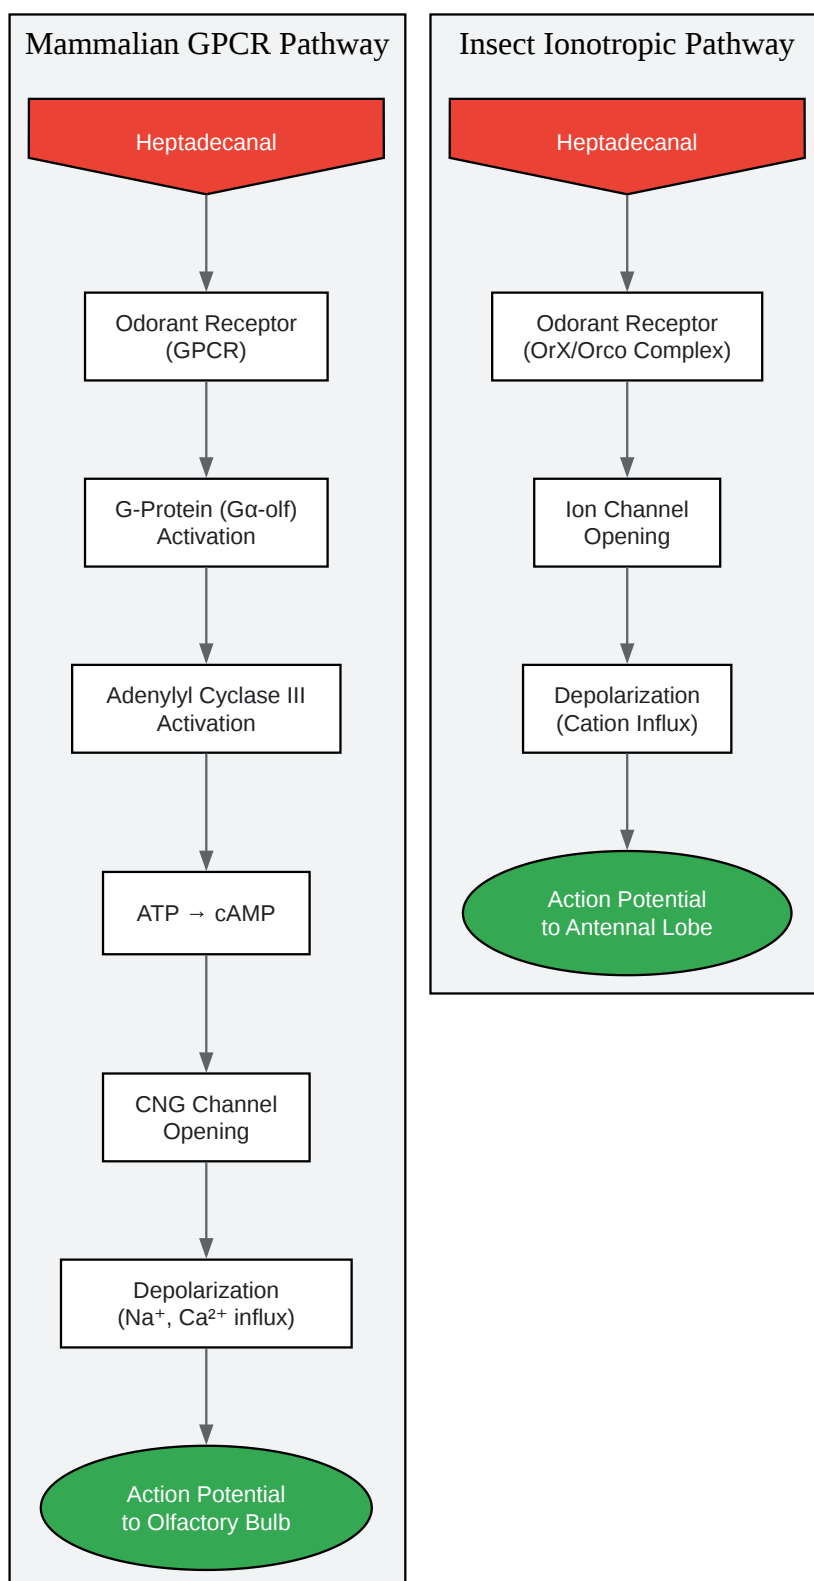 Mammalian GPCR Pathway
Heptadecanal
Odorant Receptor
(GPCR)
G-Protein (Gα-olf)
Activation
Adenylyl Cyclase III
Activation
ATP → cAMP
CNG Channel
Opening
Depolarization
(Na⁺, Ca²⁺ influx)
Action Potential
to Olfactory Bulb
Insect Ionotropic Pathway
Heptadecanal
Odorant Receptor
(OrX/Orco Complex)
Ion Channel
Opening
Depolarization
(Cation Influx)
Action Potential
to Antennal Lobe